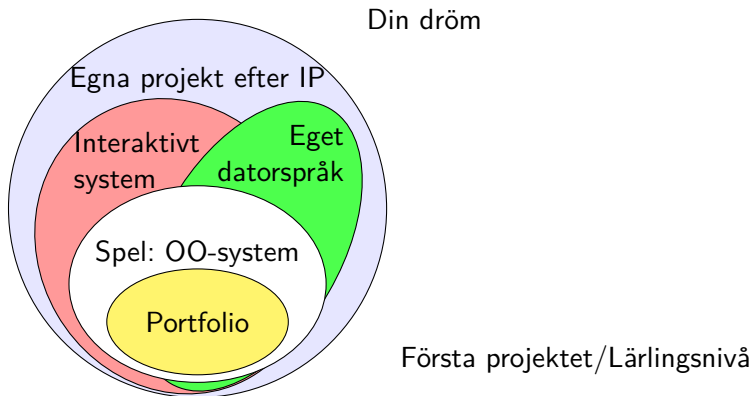 Din dröm
Egna projekt efter IP
Interaktivt
system
Eget
datorspråk
Spel: OO-system
Portfolio
Första projektet/Lärlingsnivå